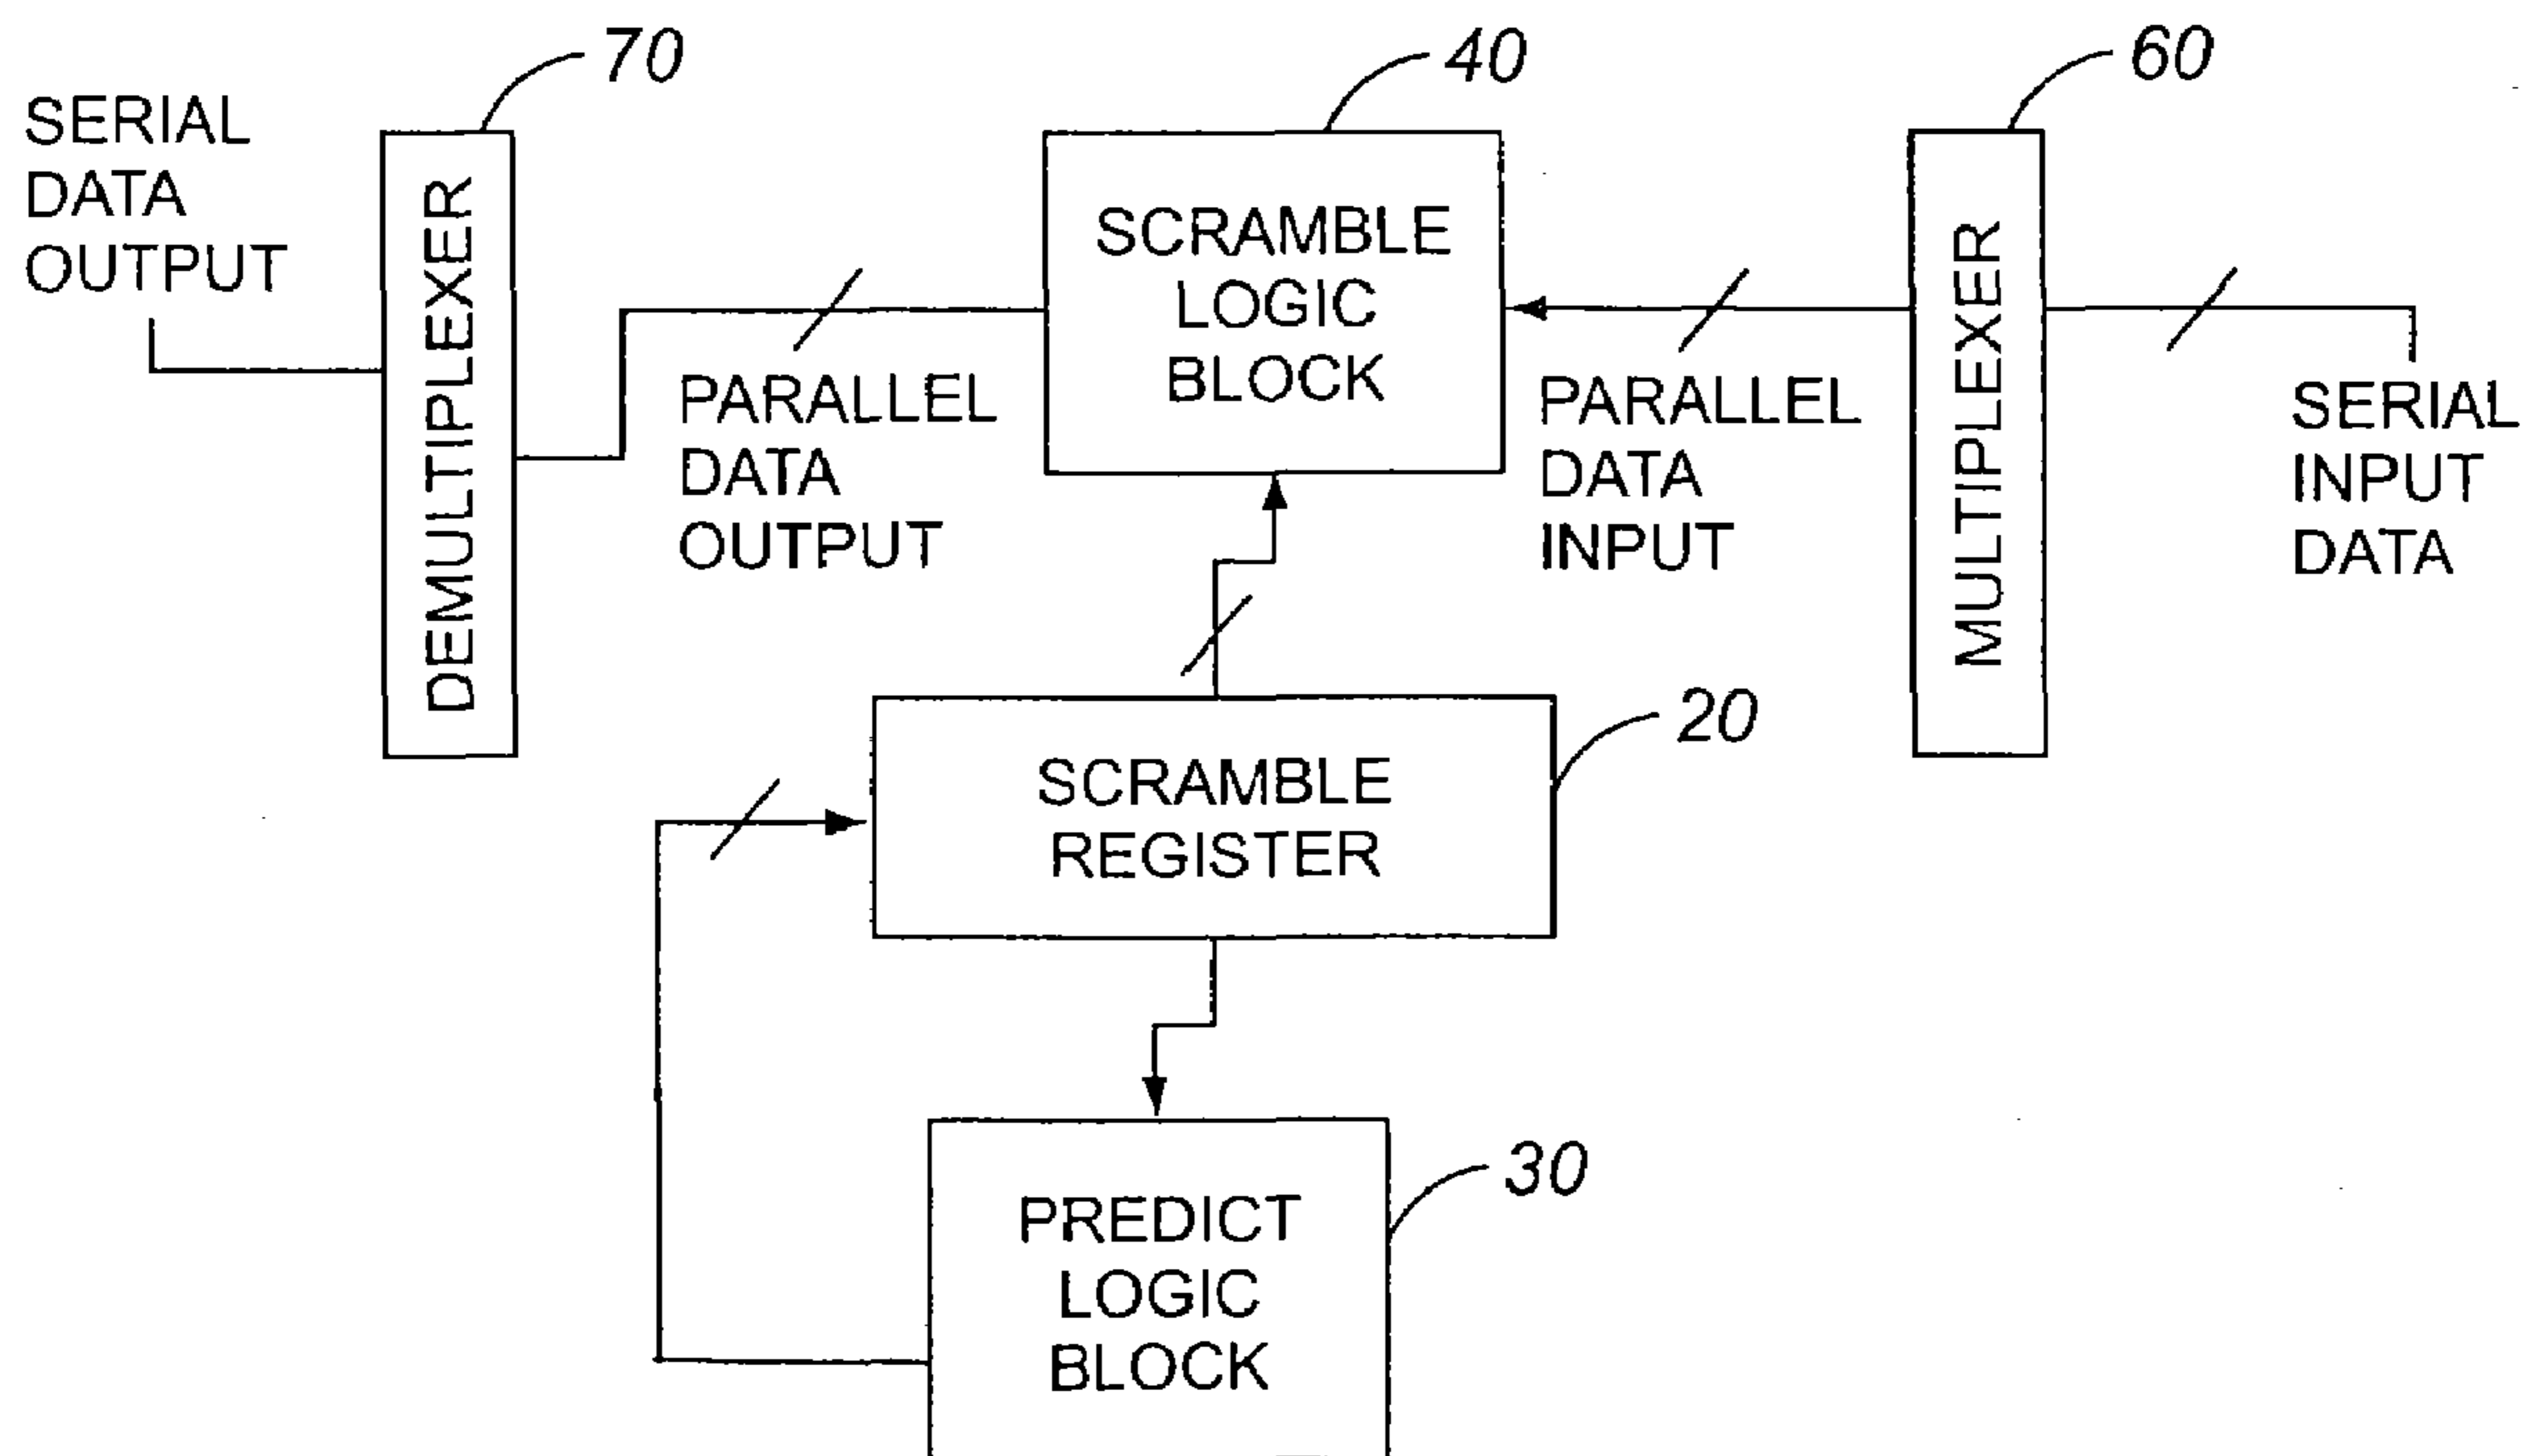 70
40
60
SERIAL
DATA
OUTPUT
DEMULTIPLEXER
SCRAMBLE
LOGIC
BLOCK
MULTIPLEXER
PARALLEL
DATA
OUTPUT
PARALLEL
DATA
INPUT
SERIAL
INPUT
DATA
20
SCRAMBLE
REGISTER
30
PREDICT
LOGIC
BLOCK